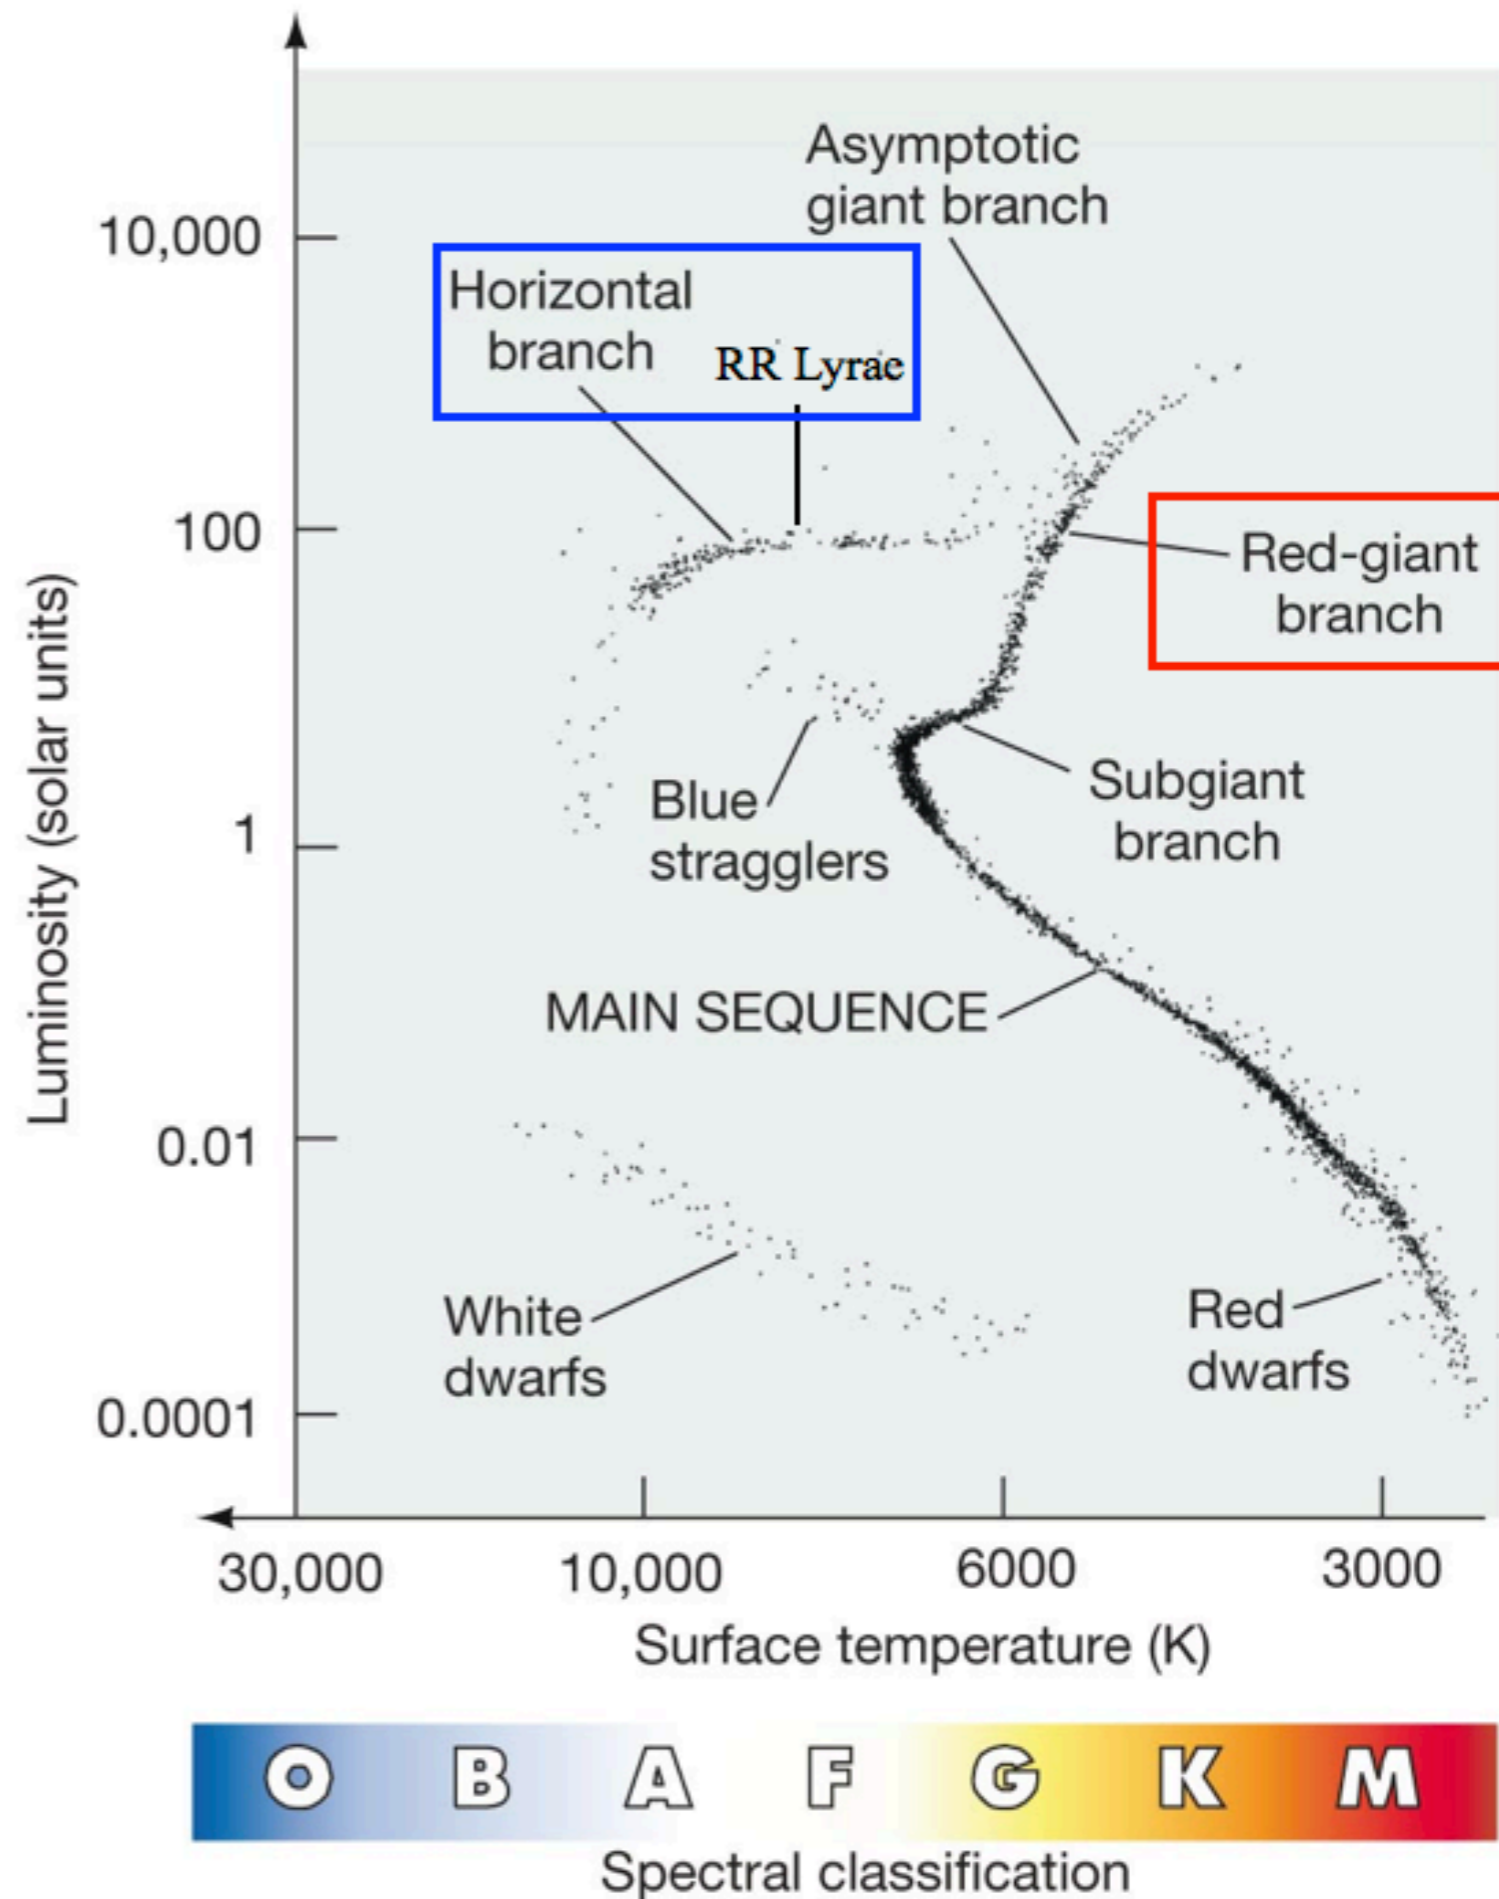 Asymptotic
giant branch
10,000
Horizontal
branch
RR Lyrae
100
Red-giant
branch
Luminosity (solar units)
Subgiant
branch
Blue
stragglers
1
MAIN SEQUENCE
0.01
White
dwarfs
Red
dwarfs
0.0001
30,000 10,000 6000 3000
Surface temperature (K)
O B A F G K M
Spectral classification